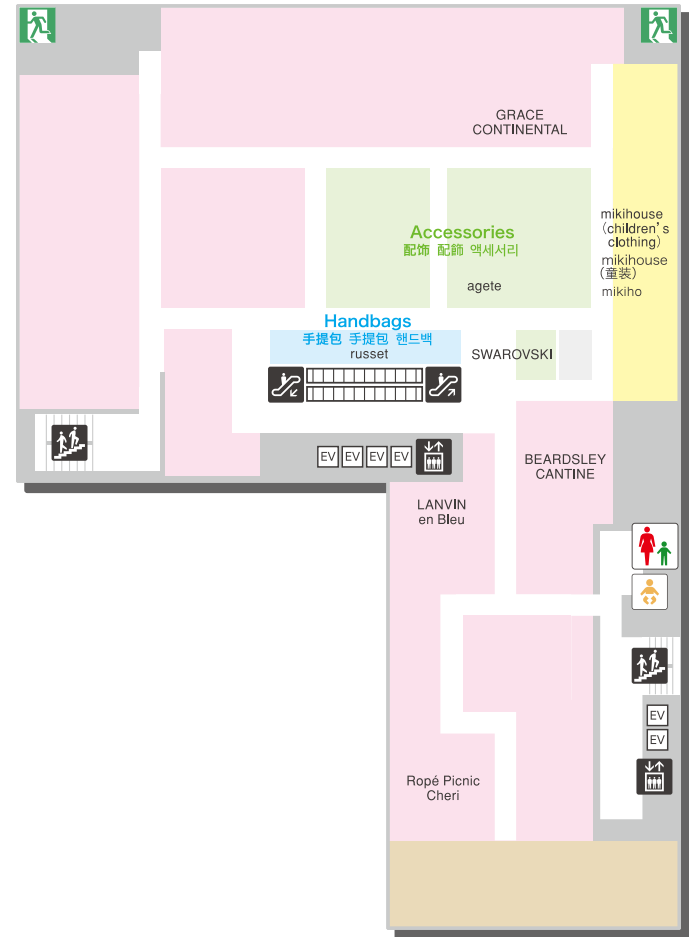 GRACE
CONTINENTAL
mikihouse
(children's
clothing)
mikihouse
(童装)
mikiho
Accessories
配饰 配飾 액세서리
agete
Handbags
手提包 手提包 핸드백
russet
SWAROVSKI
EV EV EV EV
BEARDSLEY
CANTINE
LANVIN
en Bleu
EV
EV
Ropé Picnic
Cheri